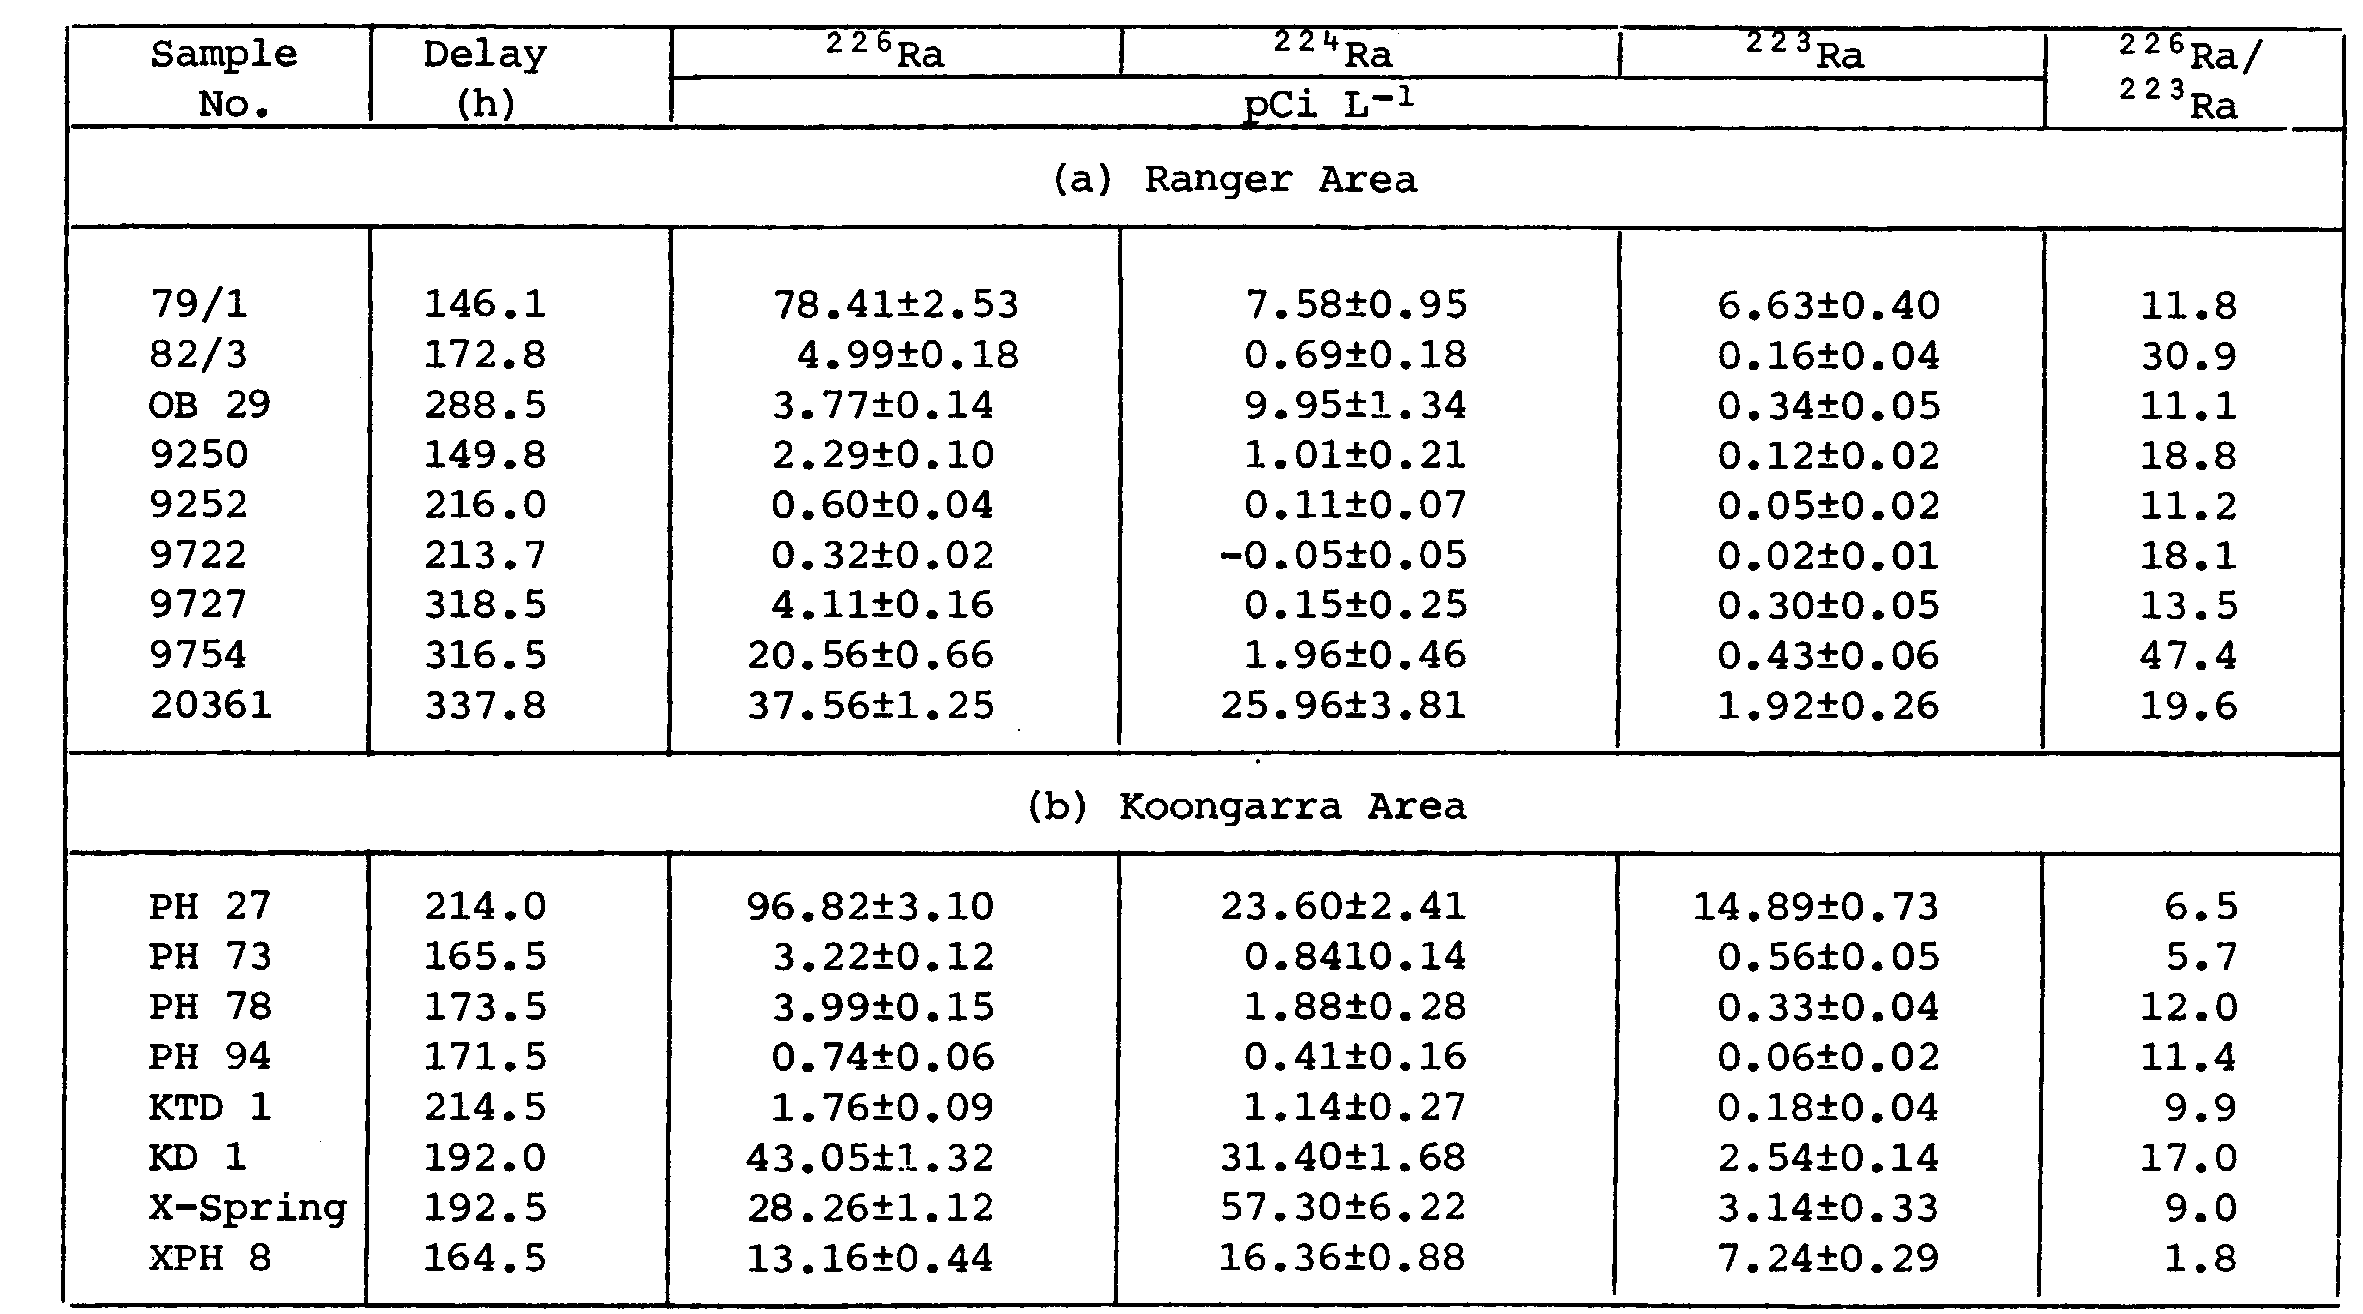 Sample Delay ²²⁶Ra ²²⁴Ra ²²³Ra ²²⁶Ra/
No. (h) pCi L⁻¹ ²²³Ra
(a) Ranger Area
79/1 146.1 78.41±2.53 7.58±0.95 6.63±0.40 11.8
82/3 172.8 4.99±0.18 0.69±0.18 0.16±0.04 30.9
OB 29 288.5 3.77±0.14 9.95±1.34 0.34±0.05 11.1
9250 149.8 2.29±0.10 1.01±0.21 0.12±0.02 18.8
9252 216.0 0.60±0.04 0.11±0.07 0.05±0.02 11.2
9722 213.7 0.32±0.02 -0.05±0.05 0.02±0.01 18.1
9727 318.5 4.11±0.16 0.15±0.25 0.30±0.05 13.5
9754 316.5 20.56±0.66 1.96±0.46 0.43±0.06 47.4
20361 337.8 37.56±1.25 25.96±3.81 1.92±0.26 19.6
(b) Koongarra Area
PH 27 214.0 96.82±3.10 23.60±2.41 14.89±0.73 6.5
PH 73 165.5 3.22±0.12 0.8410.14 0.56±0.05 5.7
PH 78 173.5 3.99±0.15 1.88±0.28 0.33±0.04 12.0
PH 94 171.5 0.74±0.06 0.41±0.16 0.06±0.02 11.4
KTD 1 214.5 1.76±0.09 1.14±0.27 0.18±0.04 9.9
KD 1 192.0 43.05±1.32 31.40±1.68 2.54±0.14 17.0
X-Spring 192.5 28.26±1.12 57.30±6.22 3.14±0.33 9.0
XPH 8 164.5 13.16±0.44 16.36±0.88 7.24±0.29 1.8